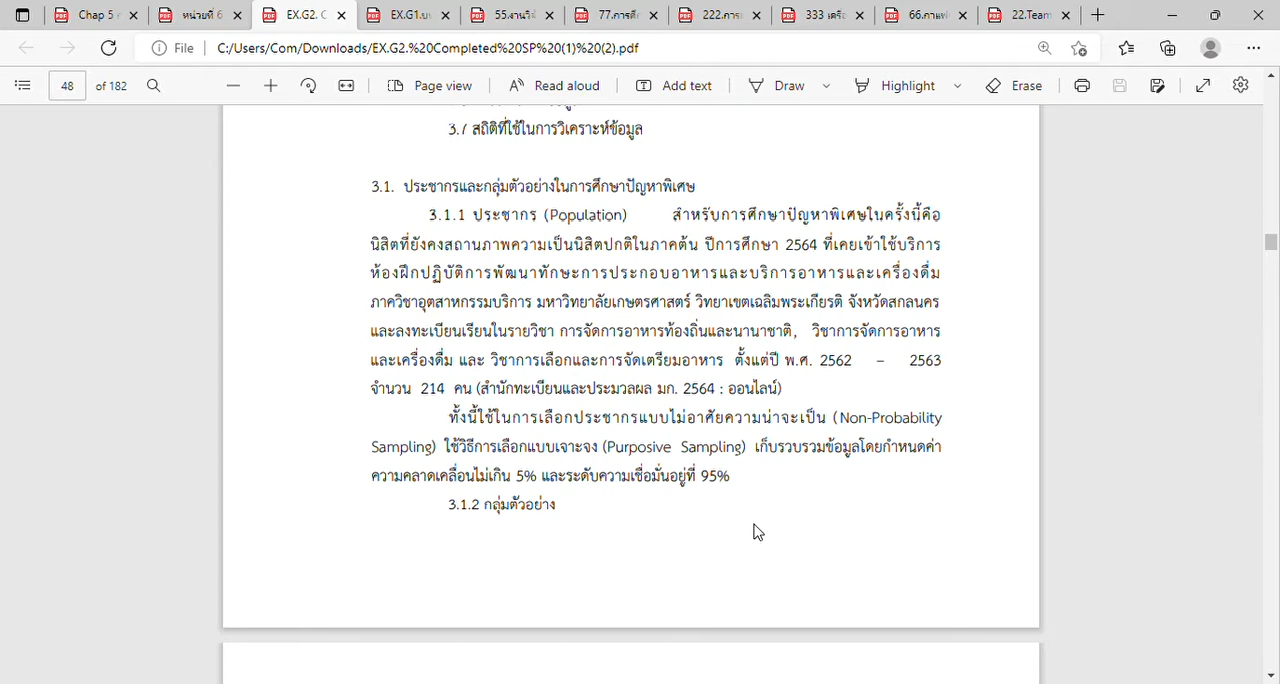 Chap 5
หน่วยที่ 6
EX.G2. C
EX.G1.บท
55.งานวิจั
77.การศึก
222.การเ
333 เครื่อ
66.กาแฟ
22.Team
File C:/Users/Com/Downloads/EX.G2.%20Completed%20SP%20(1)%20(2).pdf
48 of 182 Page view Read aloud Add text Draw Highlight Erase
3.7 สถิติที่ใช้ในการวิเคราะห์ข้อมูล
3.1. ประชากรและกลุ่มตัวอย่างในการศึกษาปัญหาพิเศษ
3.1.1 ประชากร (Population) สำหรับการศึกษาปัญหาพิเศษในครั้งนี้คือ
นิสิตที่ยังคงสถานภาพความเป็นนิสิตปกติในภาคต้น ปีการศึกษา 2564 ที่เคยเข้าใช้บริการ
ห้องฝึกปฏิบัติการพัฒนาทักษะการประกอบอาหารและบริการอาหารและเครื่องดื่ม
ภาควิชาอุตสาหกรรมบริการ มหาวิทยาลัยเกษตรศาสตร์ วิทยาเขตเฉลิมพระเกียรติ จังหวัดสกลนคร
และลงทะเบียนเรียนในรายวิชา การจัดการอาหารท้องถิ่นและนานาชาติ, วิชาการจัดการอาหาร
และเครื่องดื่ม และ วิชาการเลือกและการจัดเตรียมอาหาร ตั้งแต่ปี พ.ศ. 2562 – 2563
จำนวน 214 คน (สำนักทะเบียนและประมวลผล มก. 2564 : ออนไลน์)
ทั้งนี้ใช้ในการเลือกประชากรแบบไม่อาศัยความน่าจะเป็น (Non-Probability
Sampling) ใช้วิธีการเลือกแบบเจาะจง (Purposive Sampling) เก็บรวบรวมข้อมูลโดยกำหนดค่า
ความคลาดเคลื่อนไม่เกิน 5% และระดับความเชื่อมั่นอยู่ที่ 95%
3.1.2 กลุ่มตัวอย่าง